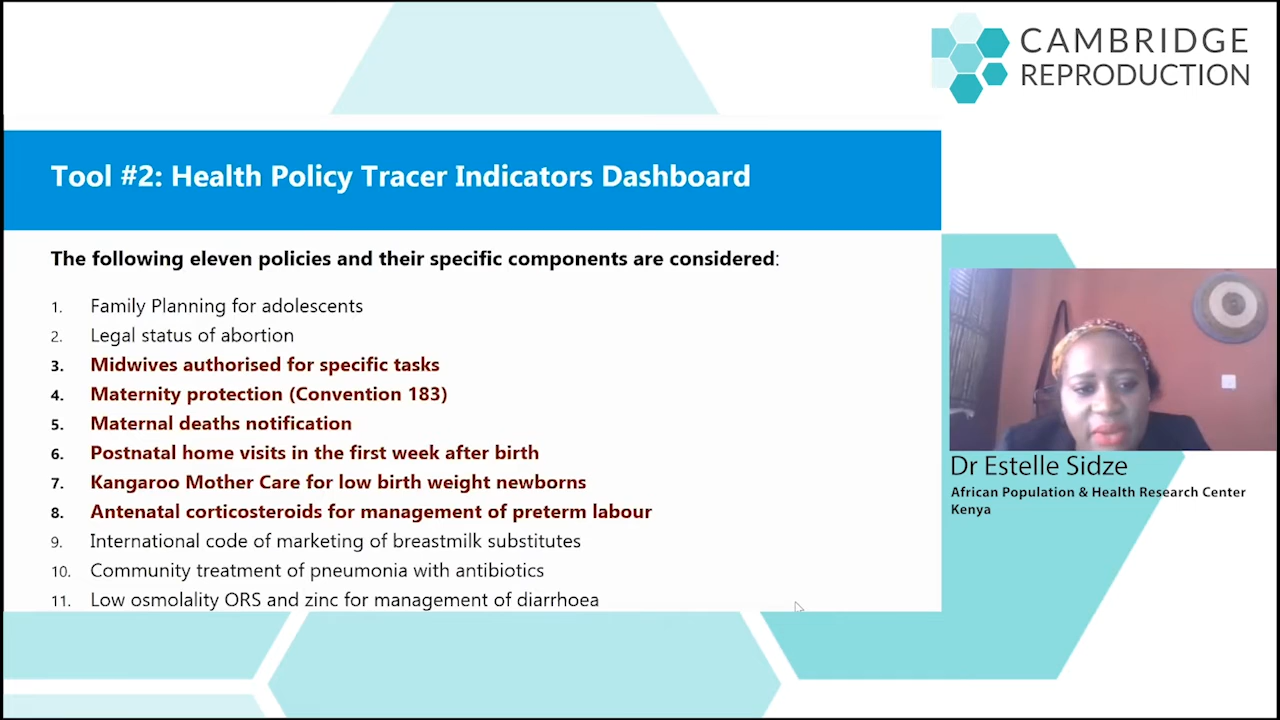 CAMBRIDGE
REPRODUCTION
Tool #2: Health Policy Tracer Indicators Dashboard
The following eleven policies and their specific components are considered:
1. Family Planning for adolescents
2. Legal status of abortion
3. Midwives authorised for specific tasks
4. Maternity protection (Convention 183)
5. Maternal deaths notification
6. Postnatal home visits in the first week after birth
7. Kangaroo Mother Care for low birth weight newborns
8. Antenatal corticosteroids for management of preterm labour
9. International code of marketing of breastmilk substitutes
10. Community treatment of pneumonia with antibiotics
11. Low osmolality ORS and zinc for management of diarrhoea
Dr Estelle Sidze
African Population & Health Research Center
Kenya